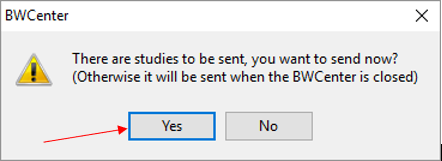 BWCenter
There are studies to be sent, you want to send now?
(Otherwise it will be sent when the BWCenter is closed)
Yes
No